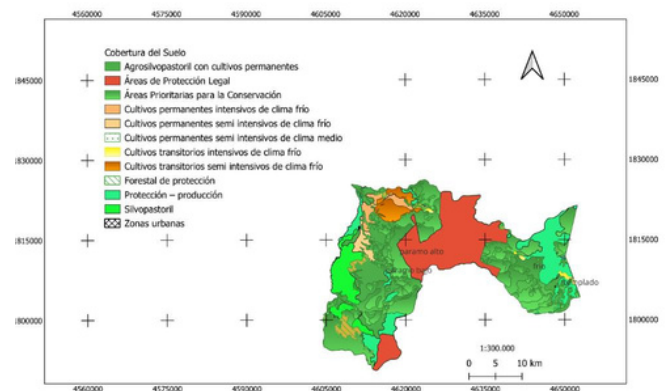 4560000 4575000 4590000 4605000 4620000 4635000 4650000
1845000 1845000
Cobertura del Suelo
Agrosilvopastoril con cultivos permanentes
Áreas de Protección Legal
Áreas Prioritarias para la Conservación
Cultivos permanentes intensivos de clima frío
Cultivos permanentes semi intensivos de clima frío
Cultivos permanentes semi intensivos de clima medio
Cultivos transitorios intensivos de clima frío
Cultivos transitorios semi intensivos de clima frío
Forestal de protección
Protección – producción
Silvopastoril
Zonas urbanas
1830000 1830000
1815000 1815000
paramo alto
frio
1800000 1800000
1:300.000
0 5 10 km
4560000 4575000 4590000 4605000 4620000 4635000 4650000